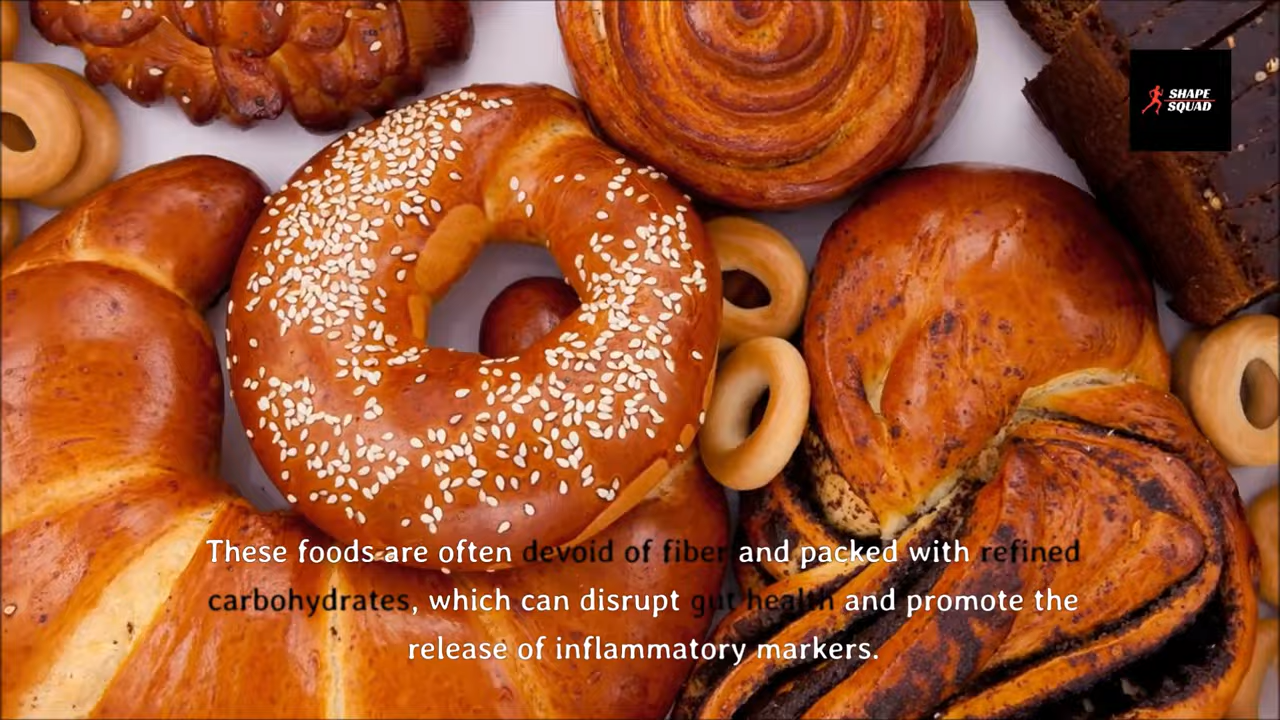 SHAPE
SQUAD
These foods are often devoid of fiber and packed with refined
carbohydrates, which can disrupt gut health and promote the
release of inflammatory markers.